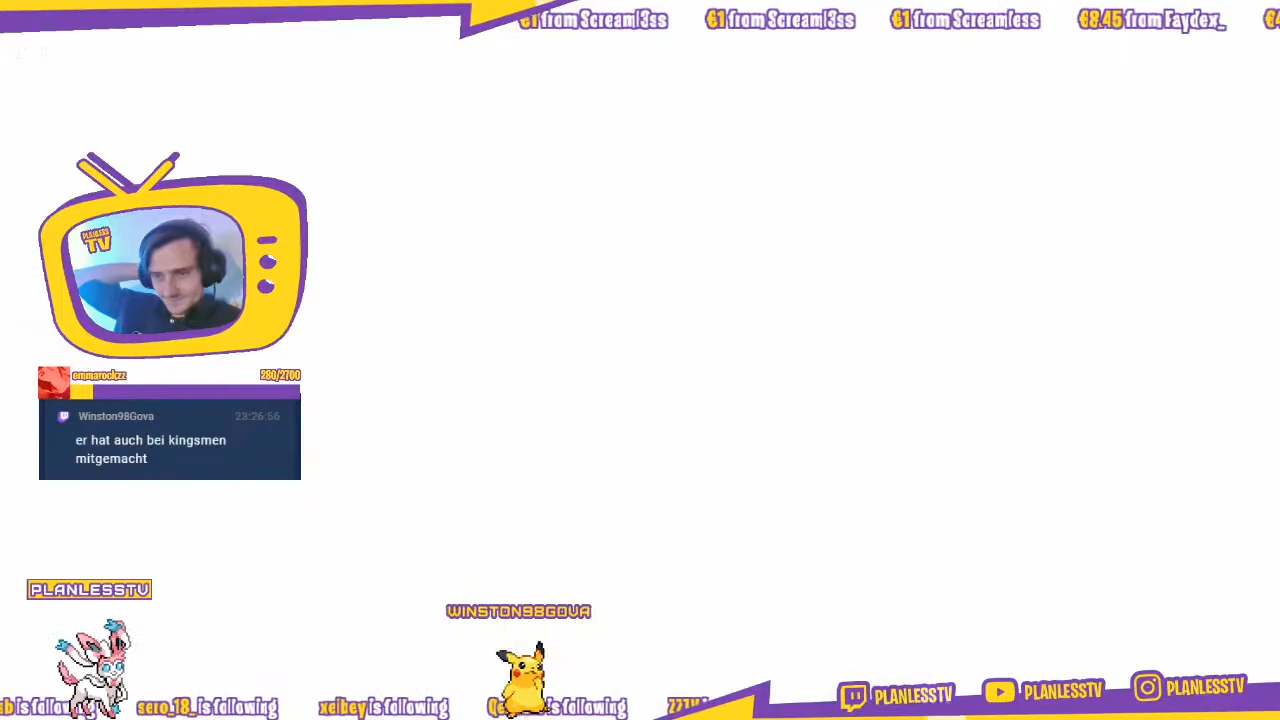 €1 from Scream13ss €1 from Scream13ss €1 from Scream1ess €8.45 from Faydex_
PLANLESS
TV
emmarockzz 280/2700
Winston98Gova 23:26:56
er hat auch bei kingsmen
mitgemacht
PLANLESSTV
WINSTON98GOVA
is following sero_18_ is following xeibey is following is following
PLANLESSTV PLANLESSTV PLANLESSTV